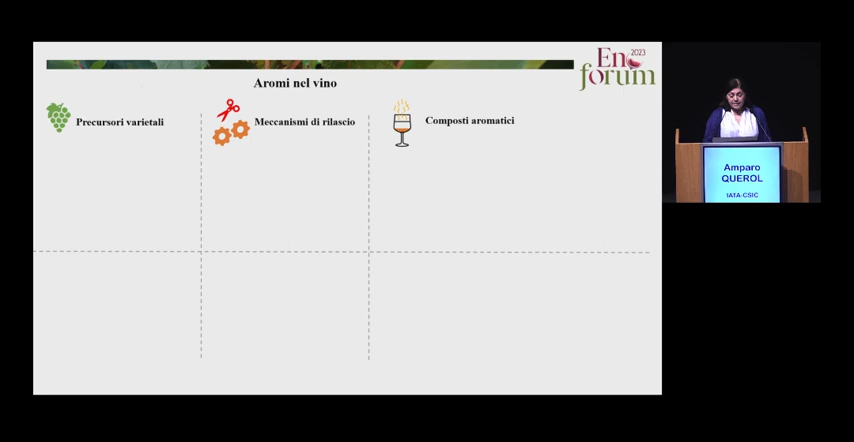 2023
En
forum
Aromi nel vino
Precursori varietali
Meccanismi di rilascio
Composti aromatici
Amparo
QUEROL
IATA-CSIC